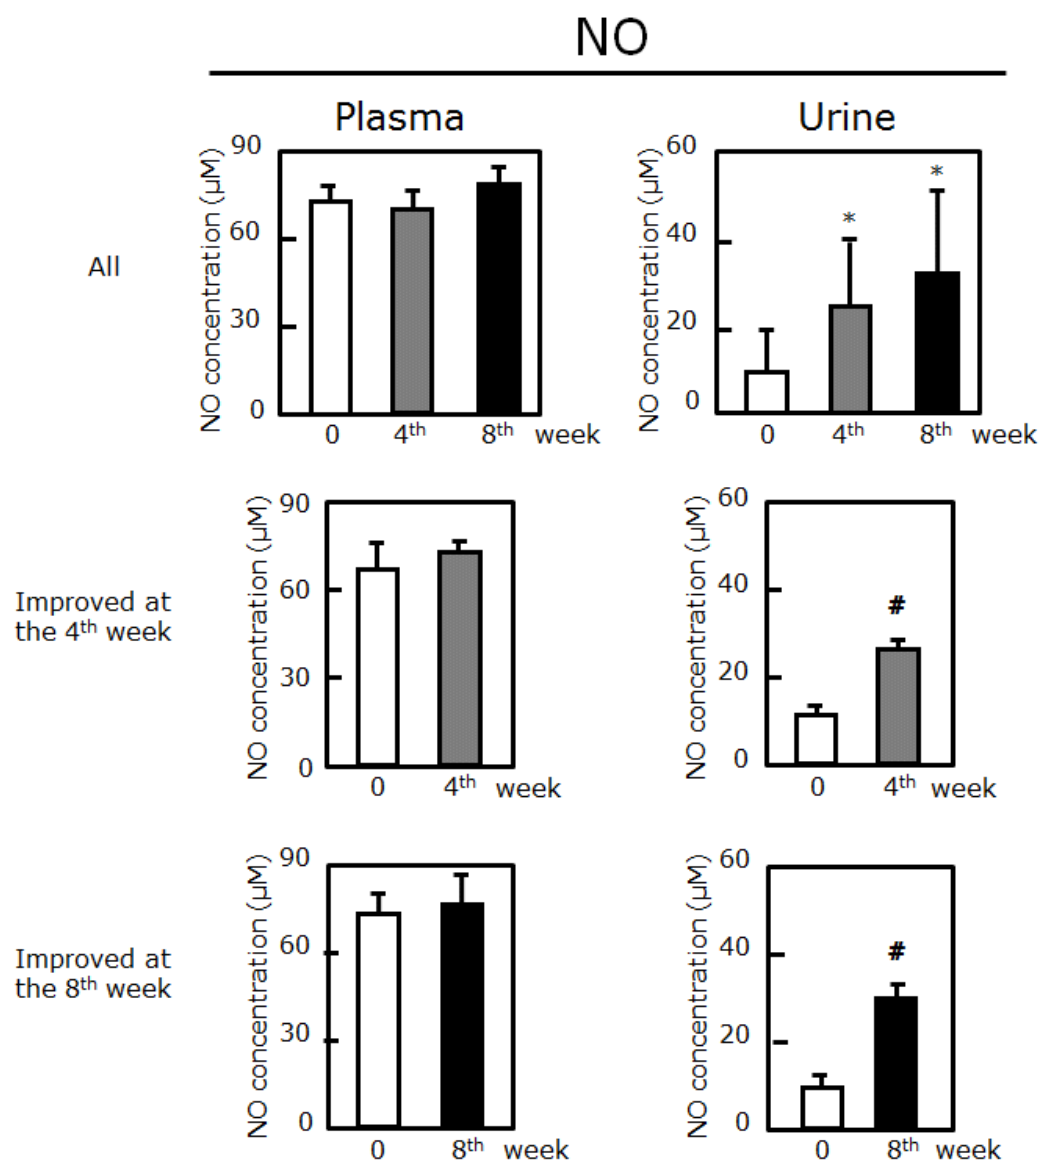 NO
Plasma
Urine
All
NO concentration (µM)
90
60
30
0
0 4th 8th week
NO concentration (µM)
60
40
20
0
*
*
0 4th 8th week
Improved at
the 4th week
NO concentration (µM)
90
60
30
0
0 4th week
NO concentration (µM)
60
40
20
0
#
0 4th week
Improved at
the 8th week
NO concentration (µM)
90
60
30
0
0 8th week
NO concentration (µM)
60
40
20
0
#
0 8th week